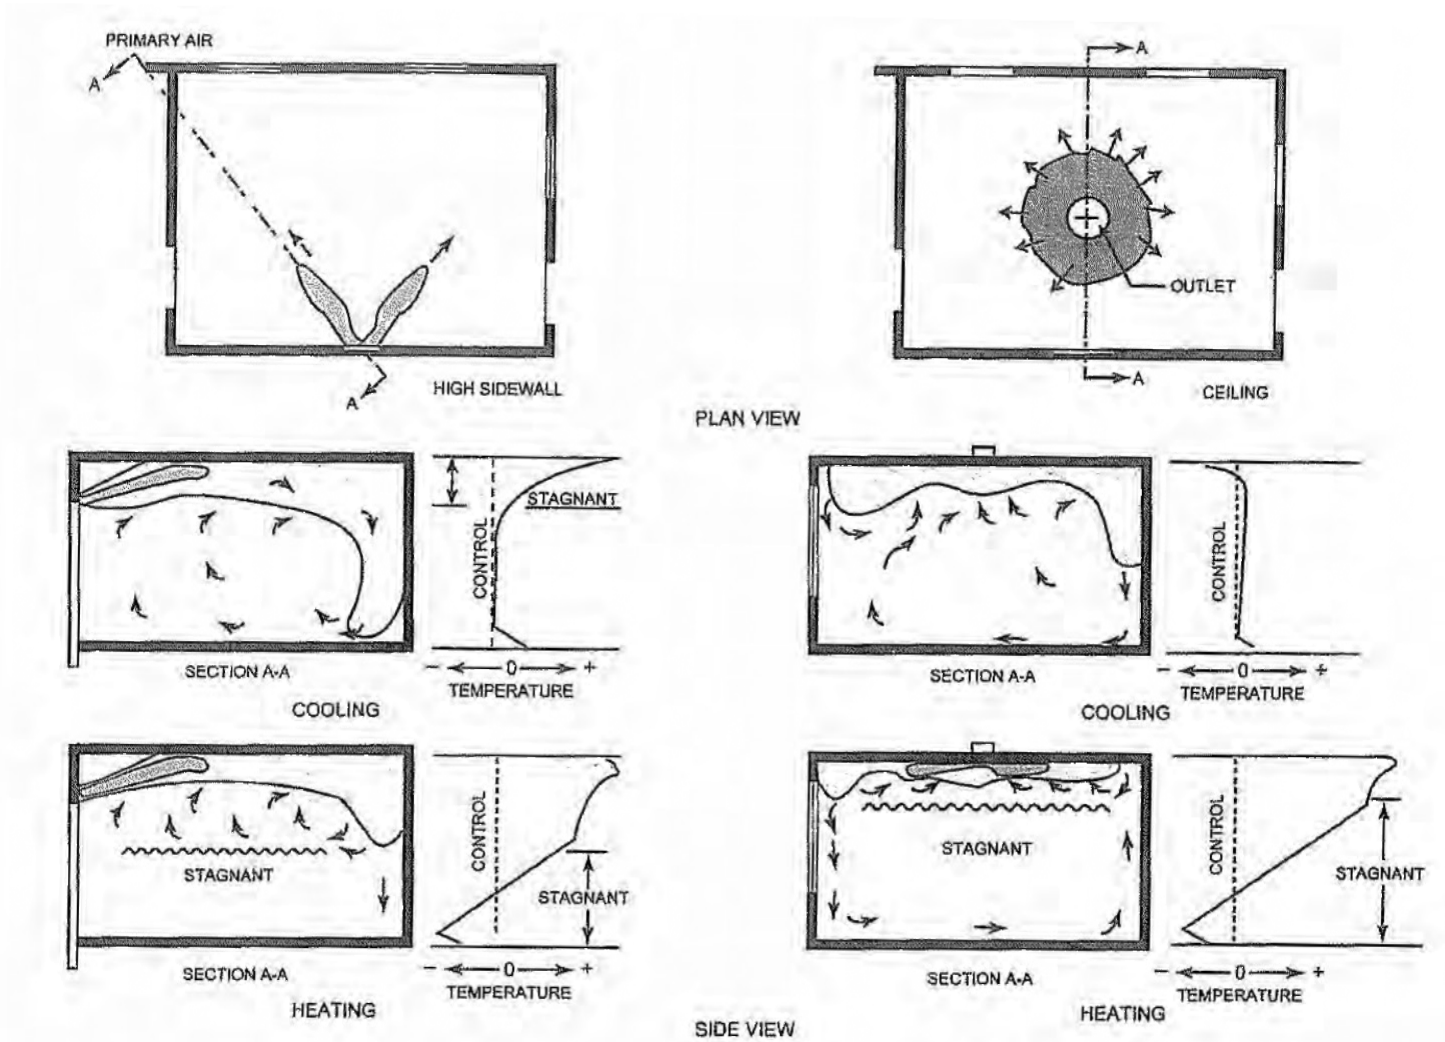 PRIMARY AIR
A
A
HIGH SIDEWALL
A
OUTLET
A
CEILING
PLAN VIEW
STAGNANT
CONTROL
SECTION A-A
- 0 +
TEMPERATURE
COOLING
CONTROL
SECTION A-A
- 0 +
TEMPERATURE
COOLING
STAGNANT
CONTROL
STAGNANT
SECTION A-A
- 0 +
TEMPERATURE
HEATING
STAGNANT
CONTROL
STAGNANT
SECTION A-A
- 0 +
TEMPERATURE
HEATING
SIDE VIEW